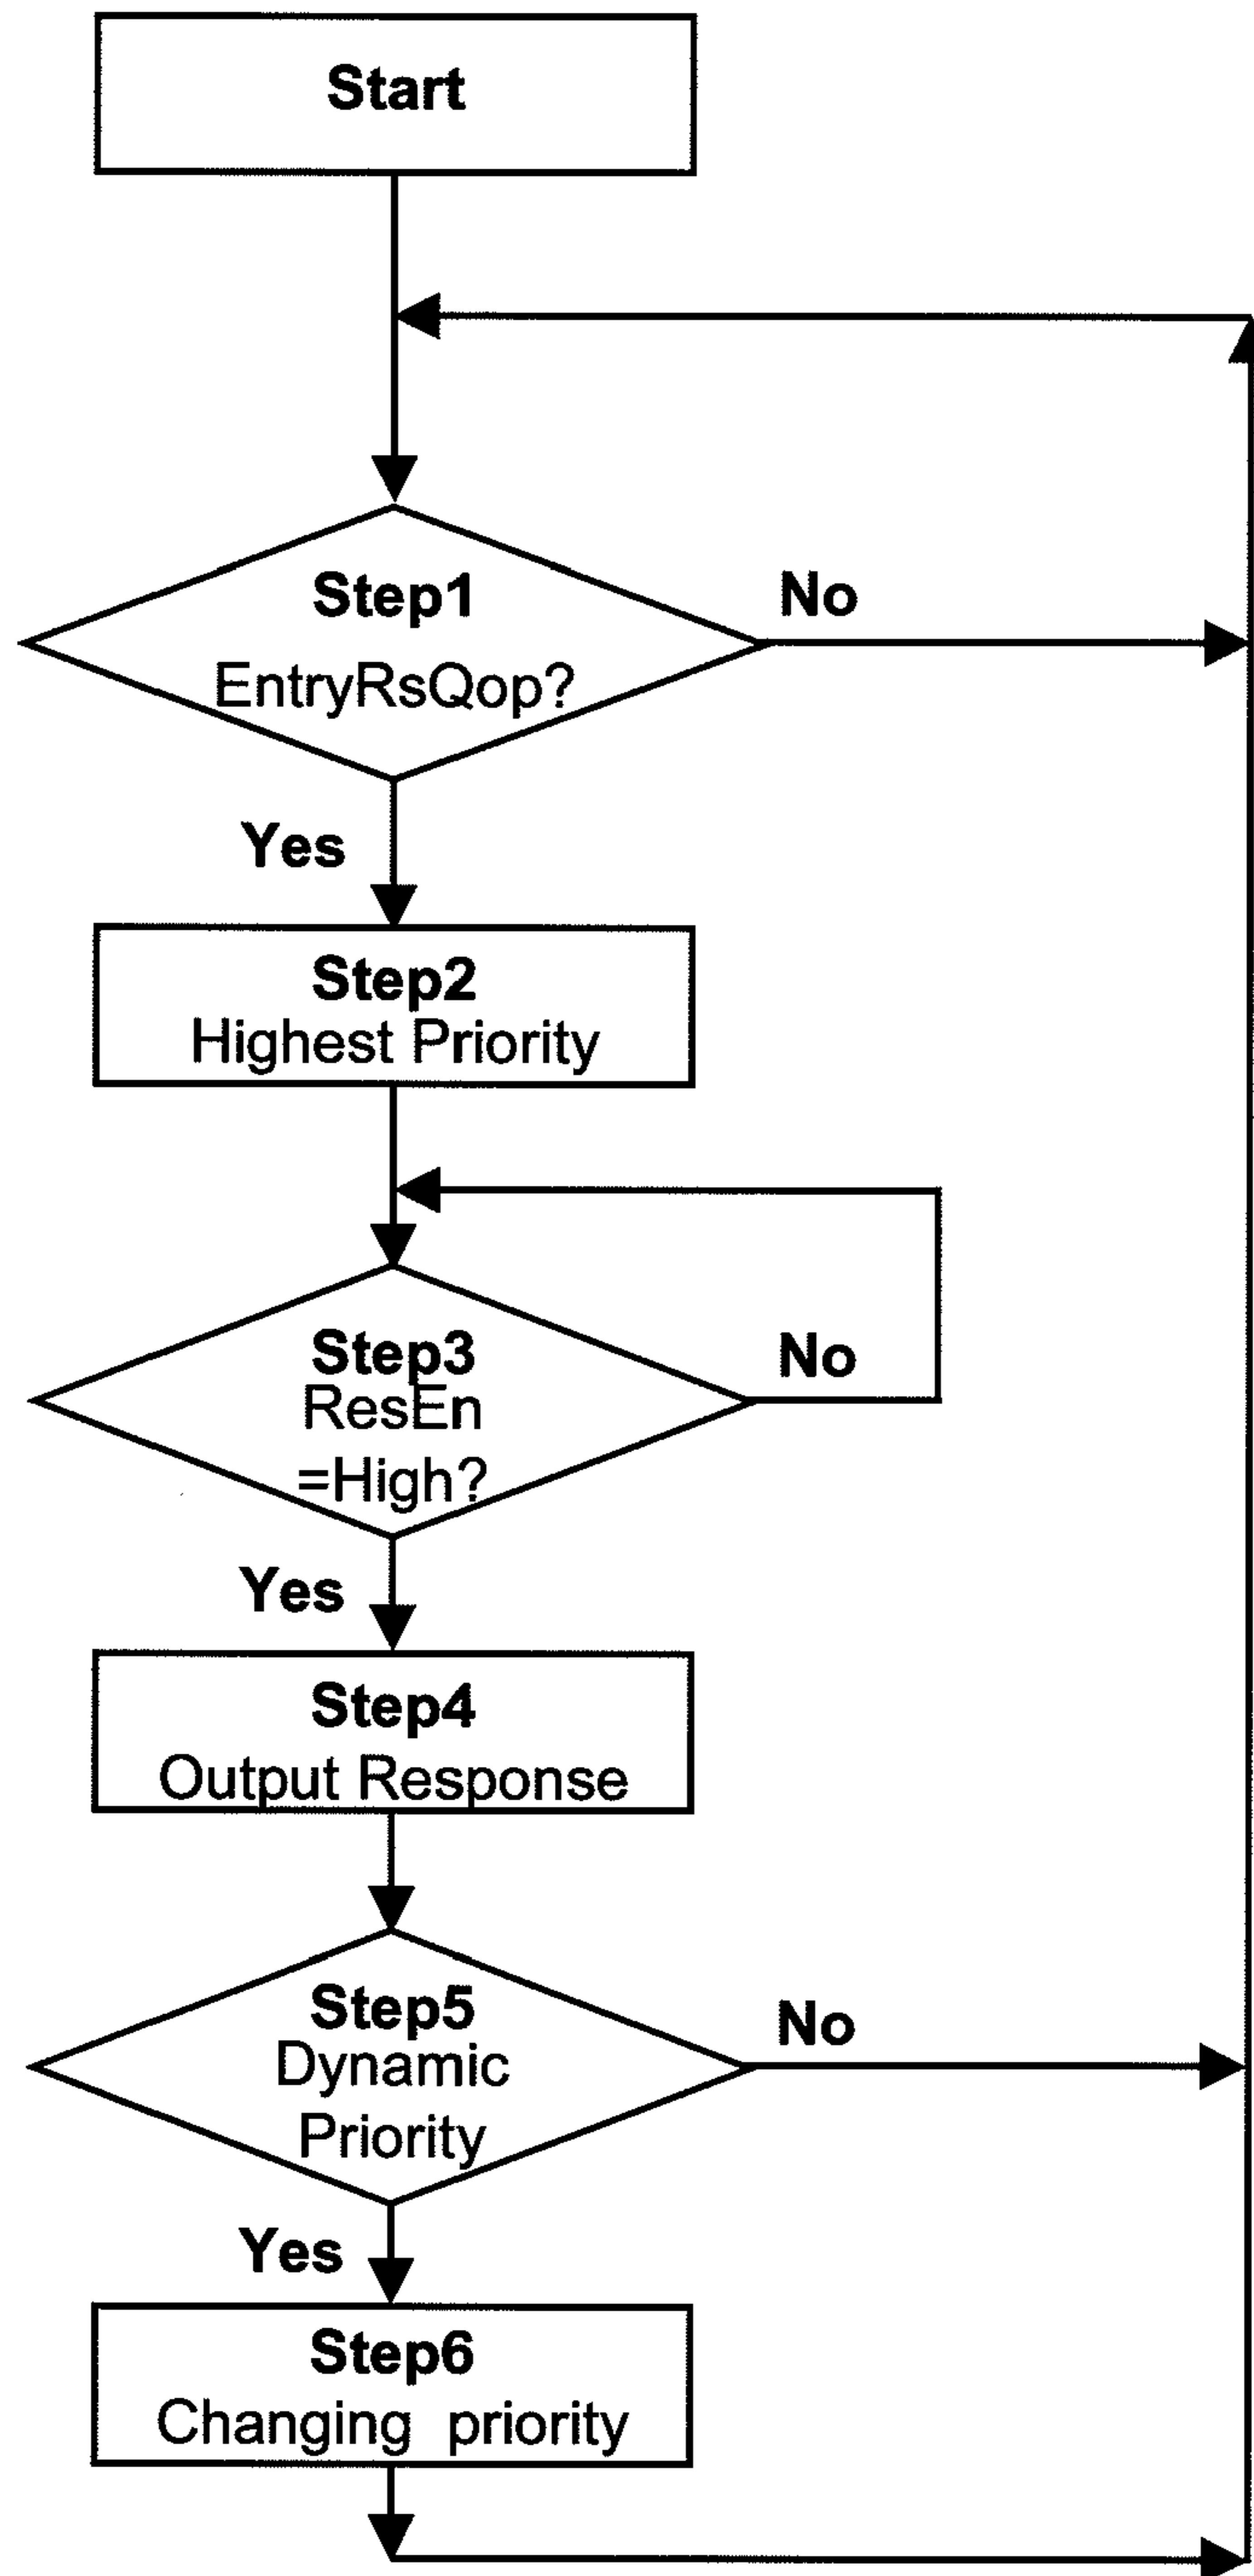 Start
Step1
No
EntryRsQop?
Yes
Step2
Highest Priority
Step3
No
ResEn
=High?
Yes
Step4
Output Response
Step5
No
Dynamic
Priority
Yes
Step6
Changing priority